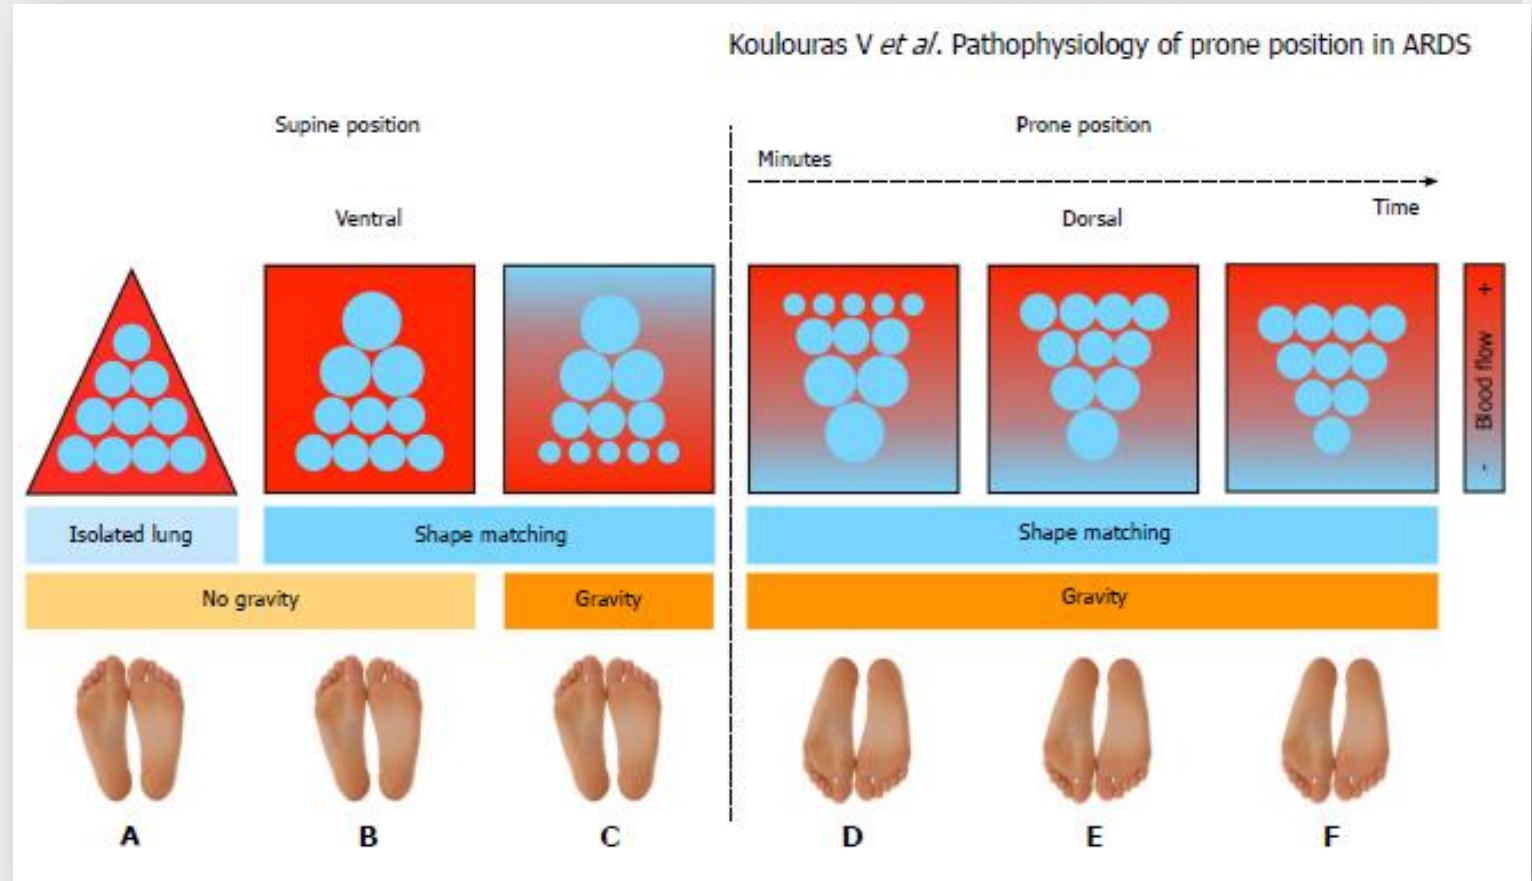 Koulouras V et al. Pathophysiology of prone position in ARDS
Supine position
Prone position
Minutes
Time
Ventral
Dorsal
+
Blood flow
-
Isolated lung
Shape matching
Shape matching
No gravity
Gravity
Gravity
A
B
C
D
E
F